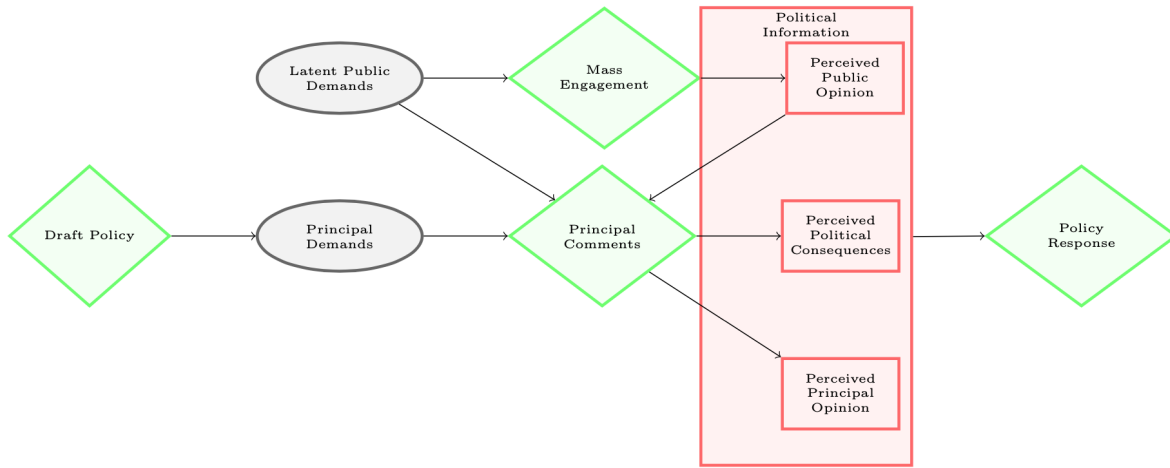 Political
Information
Latent Public
Demands
Mass
Engagement
Perceived
Public
Opinion
Draft Policy
Principal
Demands
Principal
Comments
Perceived
Political
Consequences
Policy
Response
Perceived
Principal
Opinion